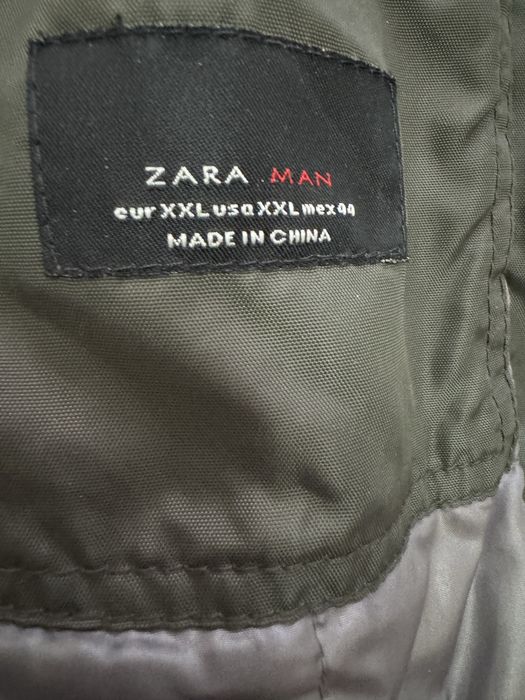 ZARA MAN
eur XXL usa XXL mex 44
MADE IN CHINA